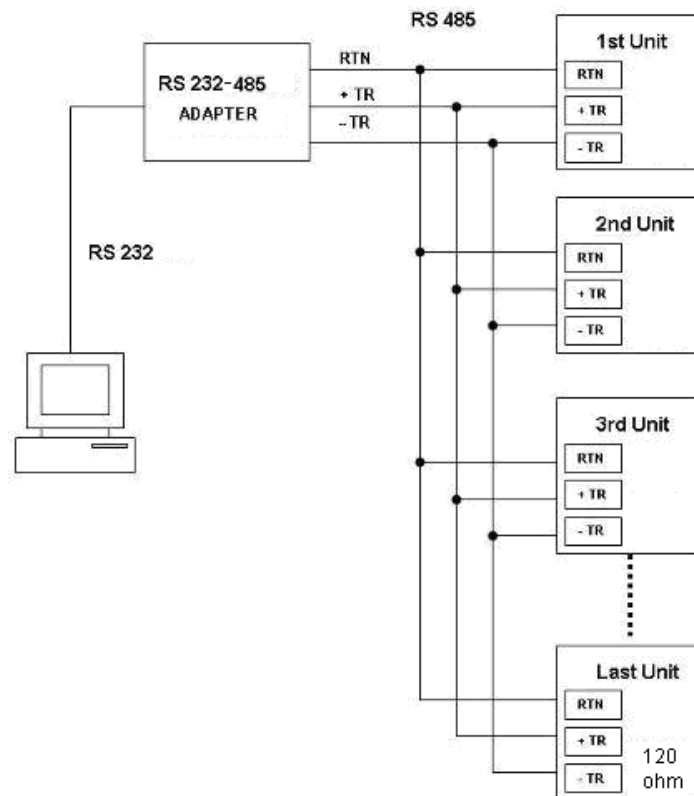 RS 485
RTN
+ TR
– TR
RS 232-485
ADAPTER
RS 232
1st Unit
RTN
+ TR
- TR
2nd Unit
RTN
+ TR
- TR
3rd Unit
RTN
+ TR
- TR
Last Unit
RTN
+ TR
- TR
120
ohm